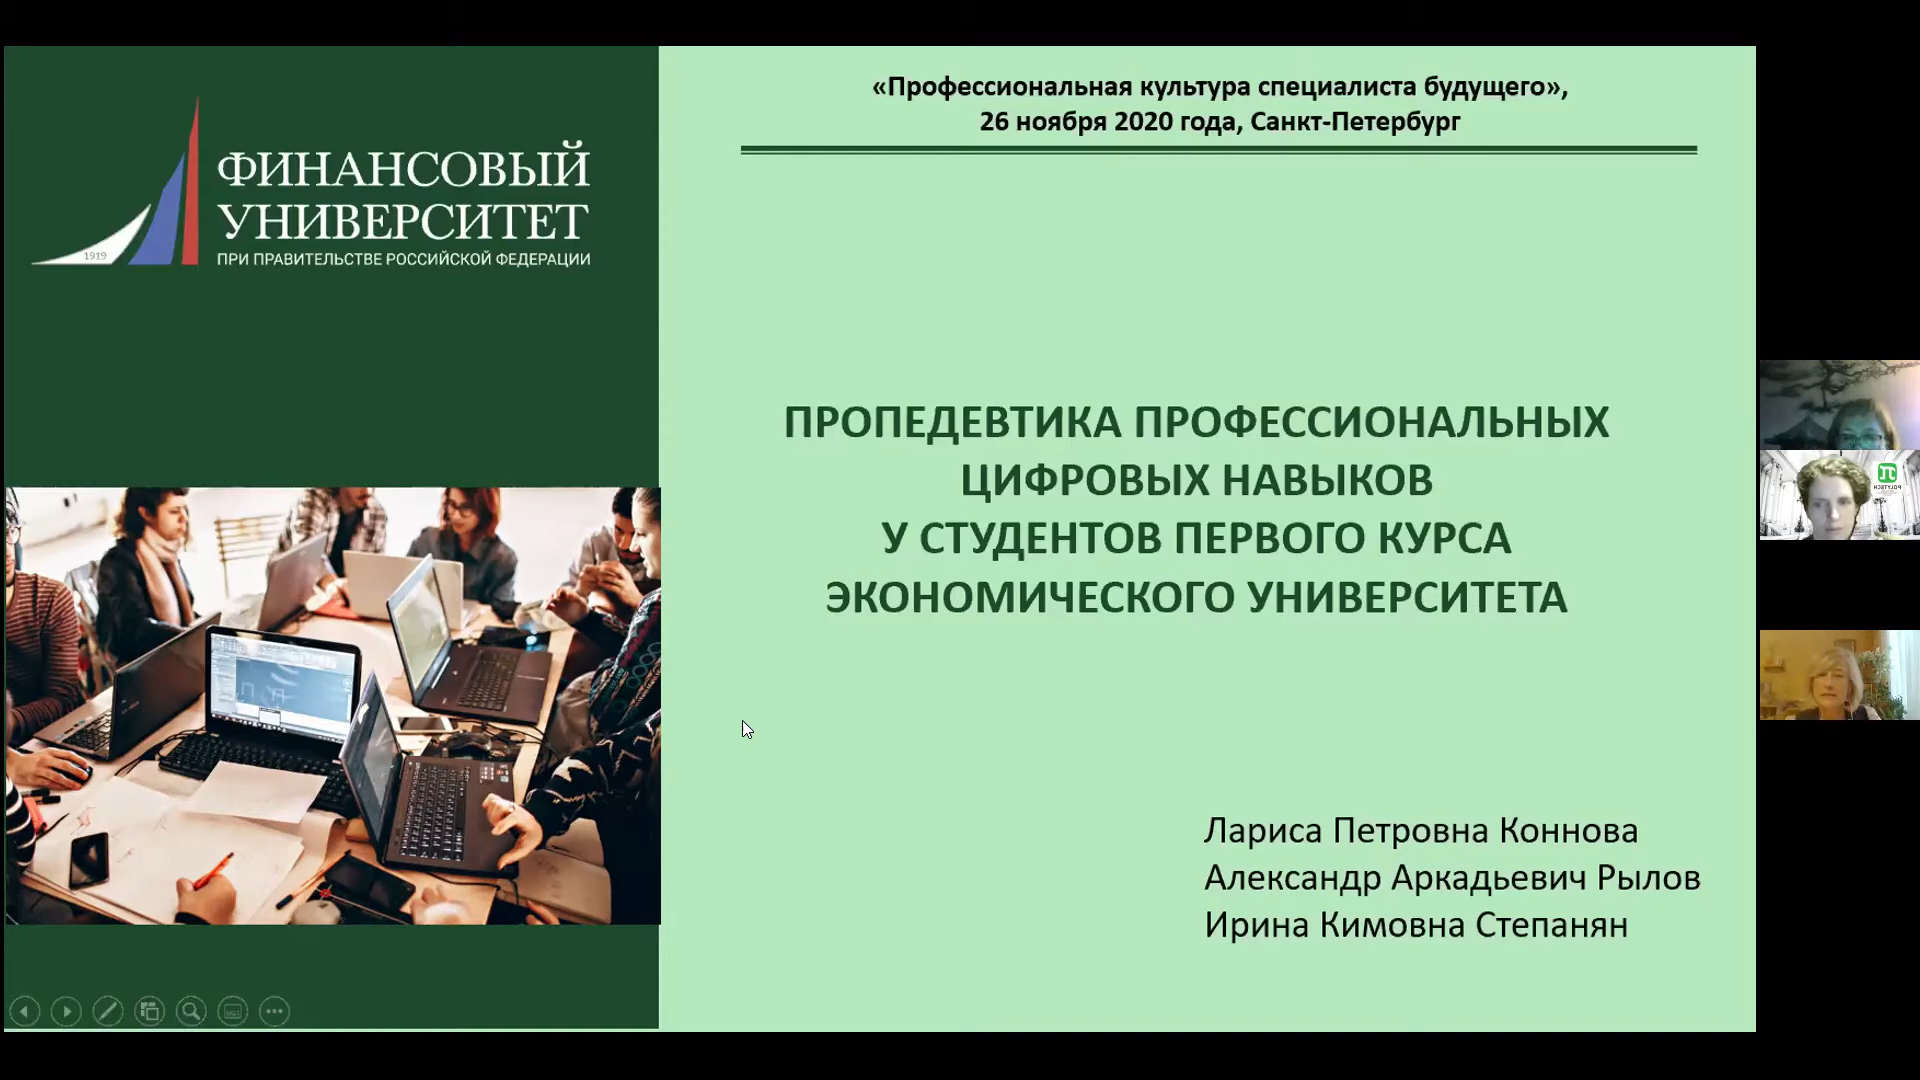 «Профессиональная культура специалиста будущего»,
26 ноября 2020 года, Санкт-Петербург
1919
ФИНАНСОВЫЙ
УНИВЕРСИТЕТ
ПРИ ПРАВИТЕЛЬСТВЕ РОССИЙСКОЙ ФЕДЕРАЦИИ
ПРОПЕДЕВТИКА ПРОФЕССИОНАЛЬНЫХ
ЦИФРОВЫХ НАВЫКОВ
У СТУДЕНТОВ ПЕРВОГО КУРСА
ЭКОНОМИЧЕСКОГО УНИВЕРСИТЕТА
Лариса Петровна Коннова
Александр Аркадьевич Рылов
Ирина Кимовна Степанян
POLYTECH